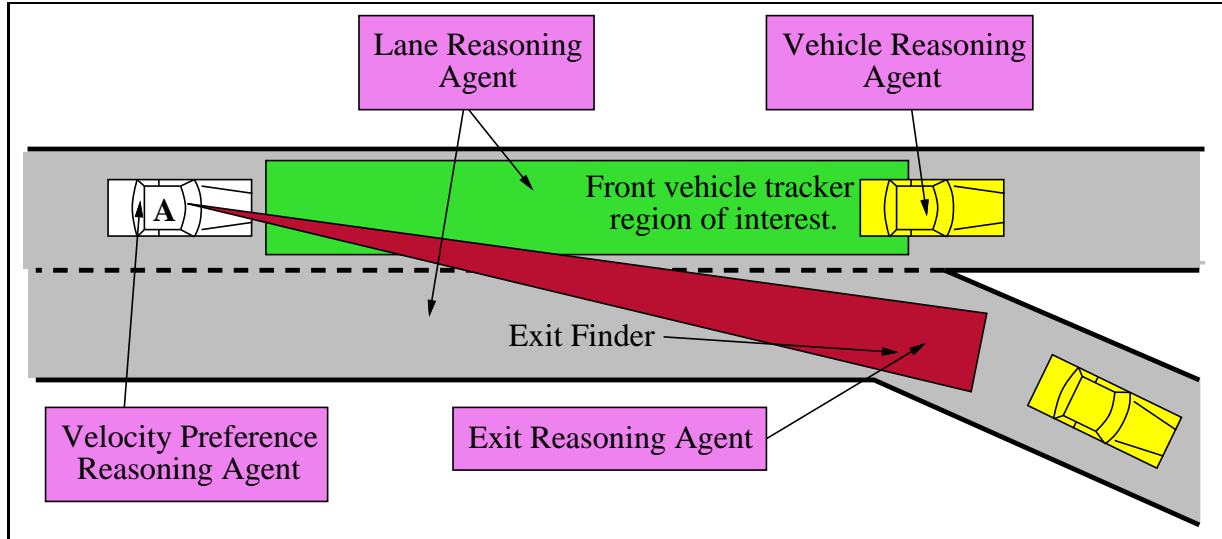 Lane Reasoning
Agent
Vehicle Reasoning
Agent
Front vehicle tracker
region of interest.
A
Exit Finder
Velocity Preference
Reasoning Agent
Exit Reasoning Agent